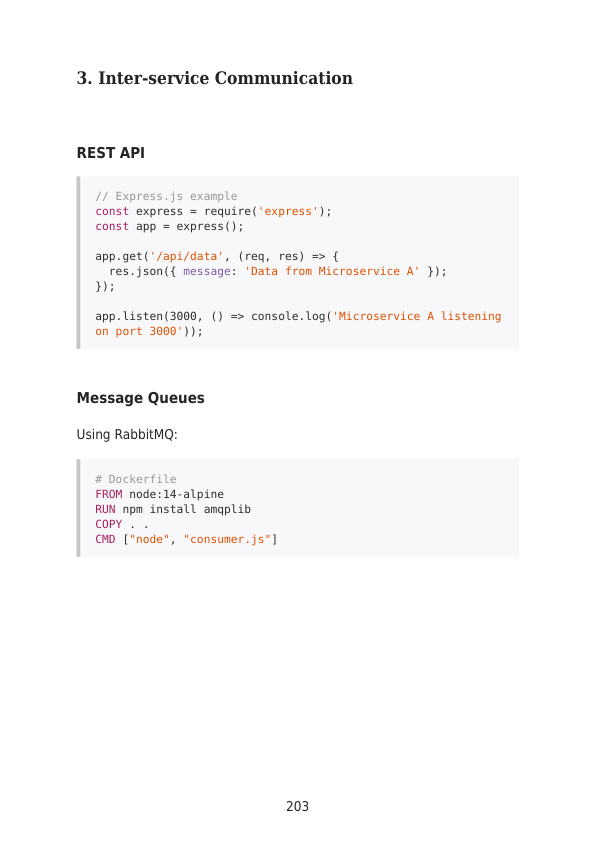 3. Inter-service Communication
REST API
// Express.js example
const express = require('express');
const app = express();
app.get('/api/data', (req, res) => {
  res.json({ message: 'Data from Microservice A' });
});
app.listen(3000, () => console.log('Microservice A listening
on port 3000'));
Message Queues
Using RabbitMQ:
# Dockerfile
FROM node:14-alpine
RUN npm install amqplib
COPY . .
CMD ["node", "consumer.js"]
203